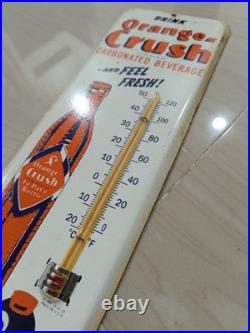 DRINK
Orange-
Crush
CARBONATED BEVERAGE
...AND FEEL
FRESH!
50 120
40
100
30
80
20
60
10
40
0
20
10
0
20 20
°C °F
Orange
Crush